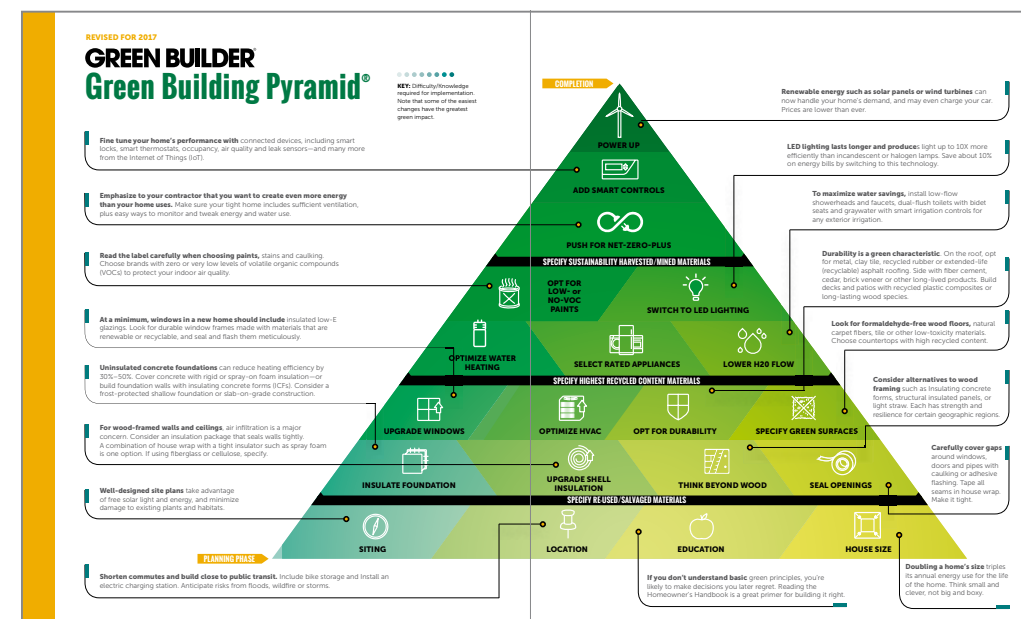 REVISED FOR 2017
GREEN BUILDER®
Green Building Pyramid®
KEY: Difficulty/Knowledge
required for implementation.
Note that some of the easiest
changes have the greatest
green impact.
COMPLETION
Fine tune your home's performance with connected devices, including smart
locks, smart thermostats, occupancy, air quality and leak sensors—and many more
from the Internet of Things (IoT).
Emphasize to your contractor that you want to create even more energy
than your home uses. Make sure your tight home includes sufficient ventilation,
plus easy ways to monitor and tweak energy and water use.
Read the label carefully when choosing paints, stains and caulking.
Choose brands with zero or very low levels of volatile organic compounds
(VOCs) to protect your indoor air quality.
At a minimum, windows in a new home should include insulated low-E
glazings. Look for durable window frames made with materials that are
renewable or recyclable, and seal and flash them meticulously.
Uninsulated concrete foundations can reduce heating efficiency by
30%–50%. Cover concrete with rigid or spray-on foam insulation—or
build foundation walls with insulating concrete forms (ICFs). Consider a
frost-protected shallow foundation or slab-on-grade construction.
For wood-framed walls and ceilings, air infiltration is a major
concern. Consider an insulation package that seals walls tightly.
A combination of house wrap with a tight insulator such as spray foam
is one option. If using fiberglass or cellulose, specify.
Well-designed site plans take advantage
of free solar light and energy, and minimize
damage to existing plants and habitats.
PLANNING PHASE
Shorten commutes and build close to public transit. Include bike storage and Install an
electric charging station. Anticipate risks from floods, wildfire or storms.
POWER UP
ADD SMART CONTROLS
PUSH FOR NET-ZERO-PLUS
SPECIFY SUSTAINABILITY HARVESTED/MINED MATERIALS
OPT FOR
LOW- or
NO-VOC
PAINTS
SWITCH TO LED LIGHTING
OPTIMIZE WATER
HEATING
SELECT RATED APPLIANCES
LOWER H20 FLOW
SPECIFY HIGHEST RECYCLED CONTENT MATERIALS
UPGRADE WINDOWS
OPTIMIZE HVAC
OPT FOR DURABILITY
SPECIFY GREEN SURFACES
INSULATE FOUNDATION
UPGRADE SHELL
INSULATION
THINK BEYOND WOOD
SEAL OPENINGS
SPECIFY RE-USED/SALVAGED MATERIALS
SITING
LOCATION
EDUCATION
HOUSE SIZE
Renewable energy such as solar panels or wind turbines can
now handle your home's demand, and may even charge your car.
Prices are lower than ever.
LED lighting lasts longer and produces light up to 10X more
efficiently than incandescent or halogen lamps. Save about 10%
on energy bills by switching to this technology.
To maximize water savings, install low-flow
showerheads and faucets, dual-flush toilets with bidet
seats and graywater with smart irrigation controls for
any exterior irrigation.
Durability is a green characteristic. On the roof, opt
for metal, clay tile, recycled rubber or extended-life
(recyclable) asphalt roofing. Side with fiber cement,
cedar, brick veneer or other long-lived products. Build
decks and patios with recycled plastic composites or
long-lasting wood species.
Look for formaldehyde-free wood floors, natural
carpet fibers, tile or other low-toxicity materials.
Choose countertops with high recycled content.
Consider alternatives to wood
framing such as Insulating concrete
forms, structural insulated panels, or
light straw. Each has strength and
resilience for certain geographic regions.
Carefully cover gaps
around windows,
doors and pipes with
caulking or adhesive
flashing. Tape all
seams in house wrap.
Make it tight.
If you don't understand basic green principles, you're
likely to make decisions you later regret. Reading the
Homeowner's Handbook is a great primer for building it right.
Doubling a home's size triples
its annual energy use for the life
of the home. Think small and
clever, not big and boxy.